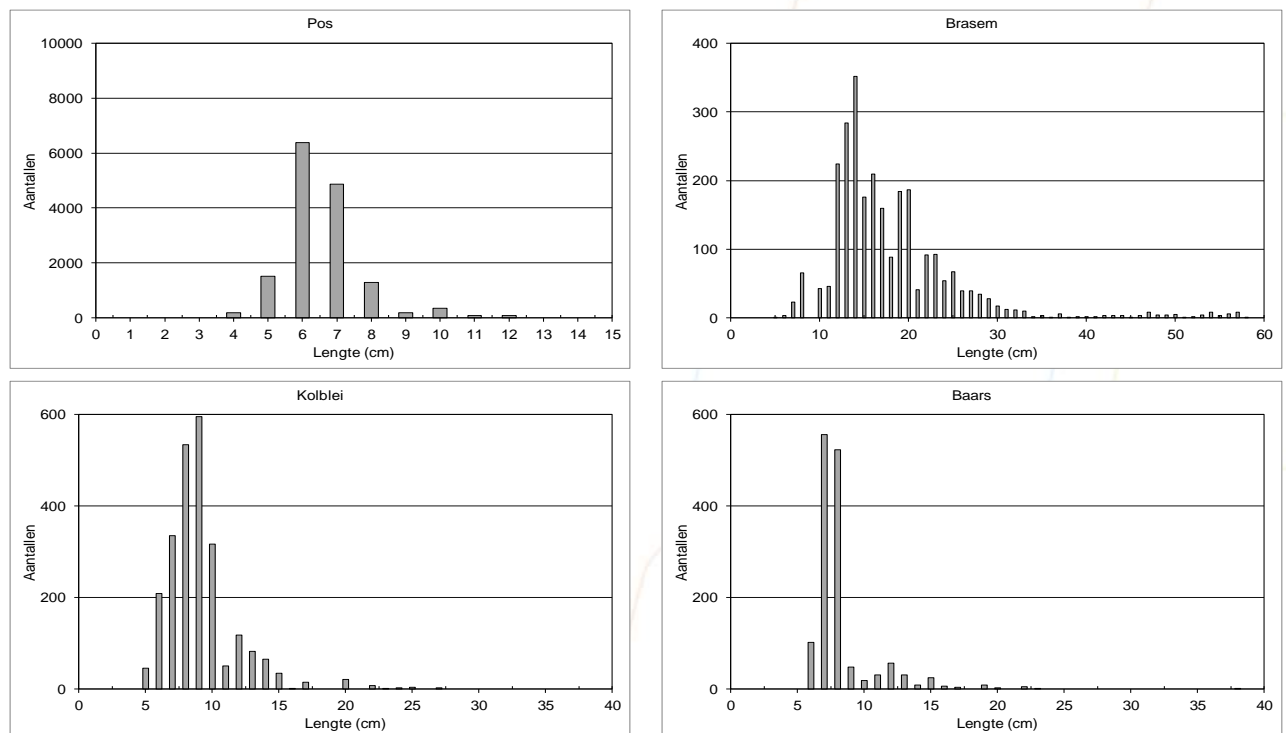 Pos
10000
8000
6000
4000
2000
0
Aantallen
0 1 2 3 4 5 6 7 8 9 10 11 12 13 14 15
Lengte (cm)
Brasem
400
300
200
100
0
Aantallen
0 10 20 30 40 50 60
Lengte (cm)
Kolblei
600
400
200
0
Aantallen
0 5 10 15 20 25 30 35 40
Lengte (cm)
Baars
600
400
200
0
Aantallen
0 5 10 15 20 25 30 35 40
Lengte (cm)